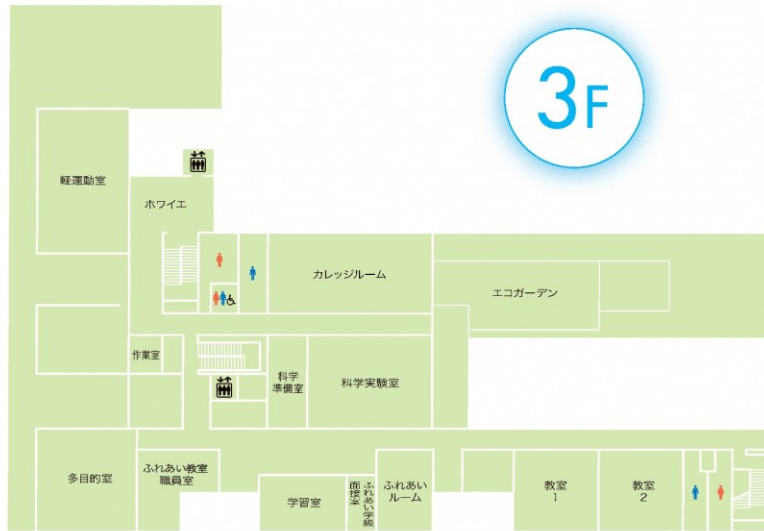 3F
軽運動室
ホワイエ
カレッジルーム
エコガーデン
作業室
科学
準備室
科学実験室
多目的室
ふれあい教室
職員室
学習室
ふれあい学級
面接室
ふれあい
ルーム
教室
1
教室
2